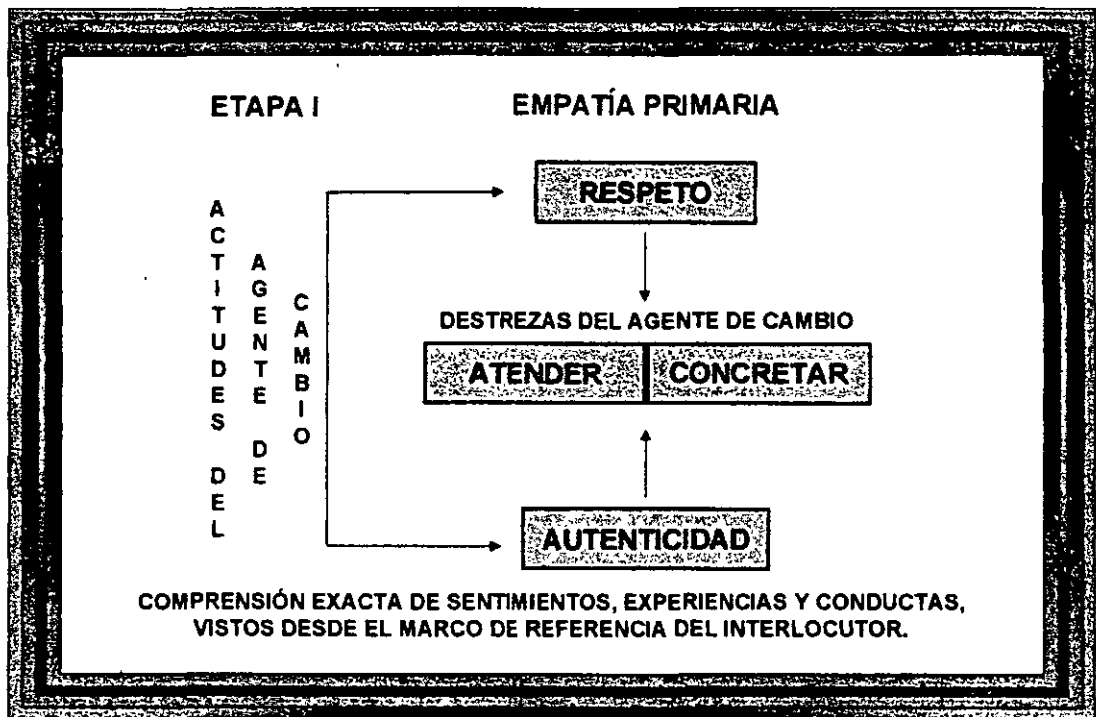 ETAPA I
EMPATÍA PRIMARIA
ACTITUDES DEL
AGENTE DE
CAMBIO
RESPETO
DESTREZAS DEL AGENTE DE CAMBIO
ATENDER
CONCRETAR
AUTENTICIDAD
COMPRENSIÓN EXACTA DE SENTIMIENTOS, EXPERIENCIAS Y CONDUCTAS,
VISTOS DESDE EL MARCO DE REFERENCIA DEL INTERLOCUTOR.